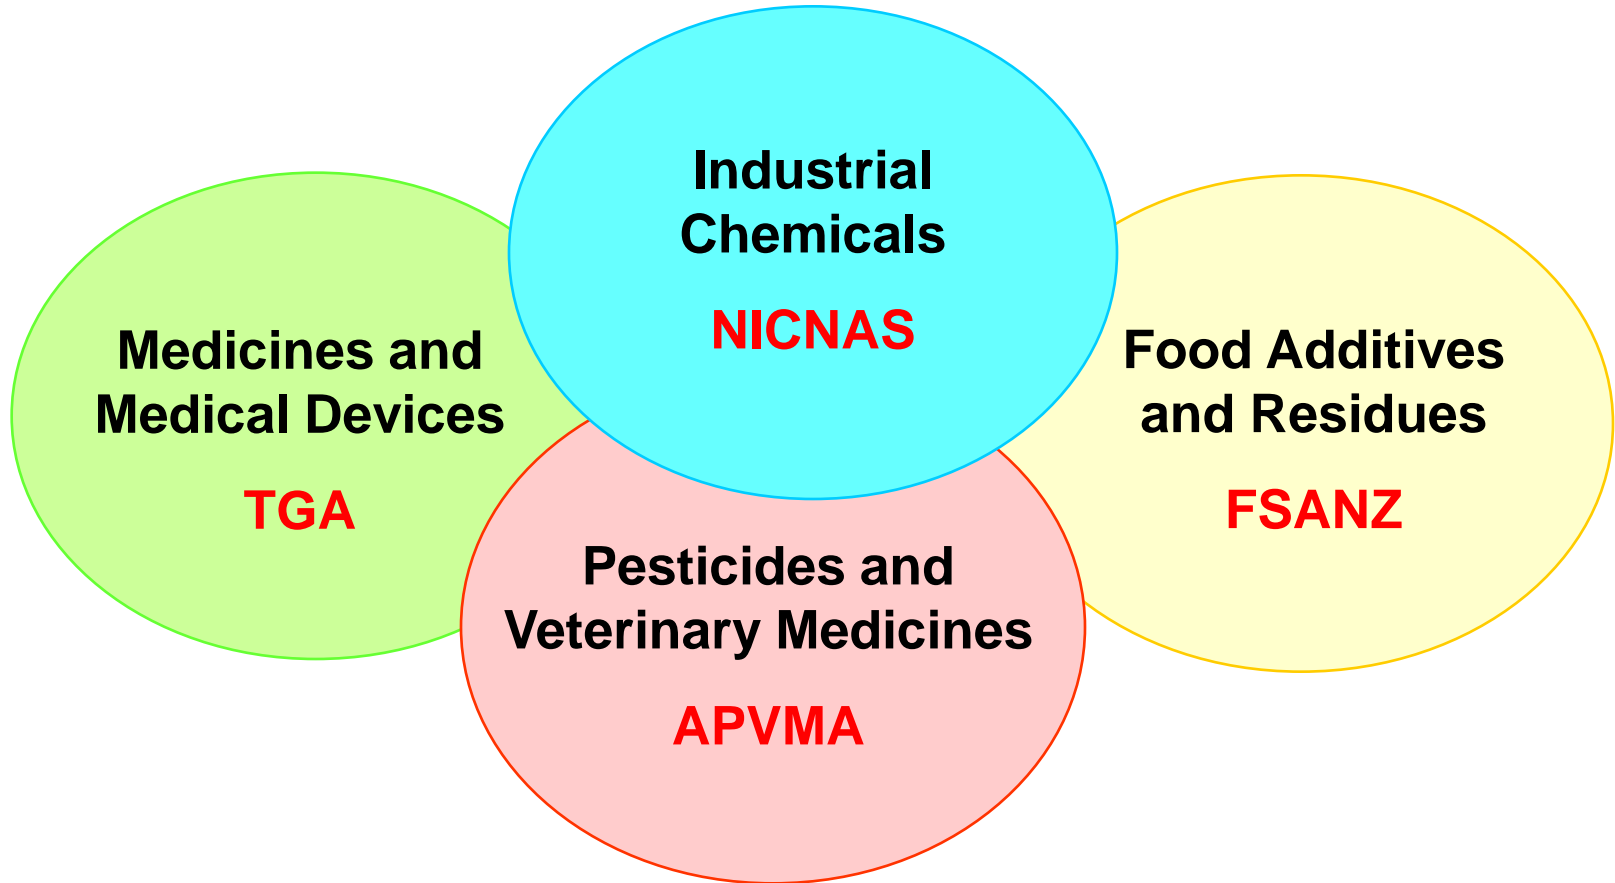 Industrial
Chemicals
NICNAS
Medicines and
Medical Devices
TGA
Food Additives
and Residues
FSANZ
Pesticides and
Veterinary Medicines
APVMA